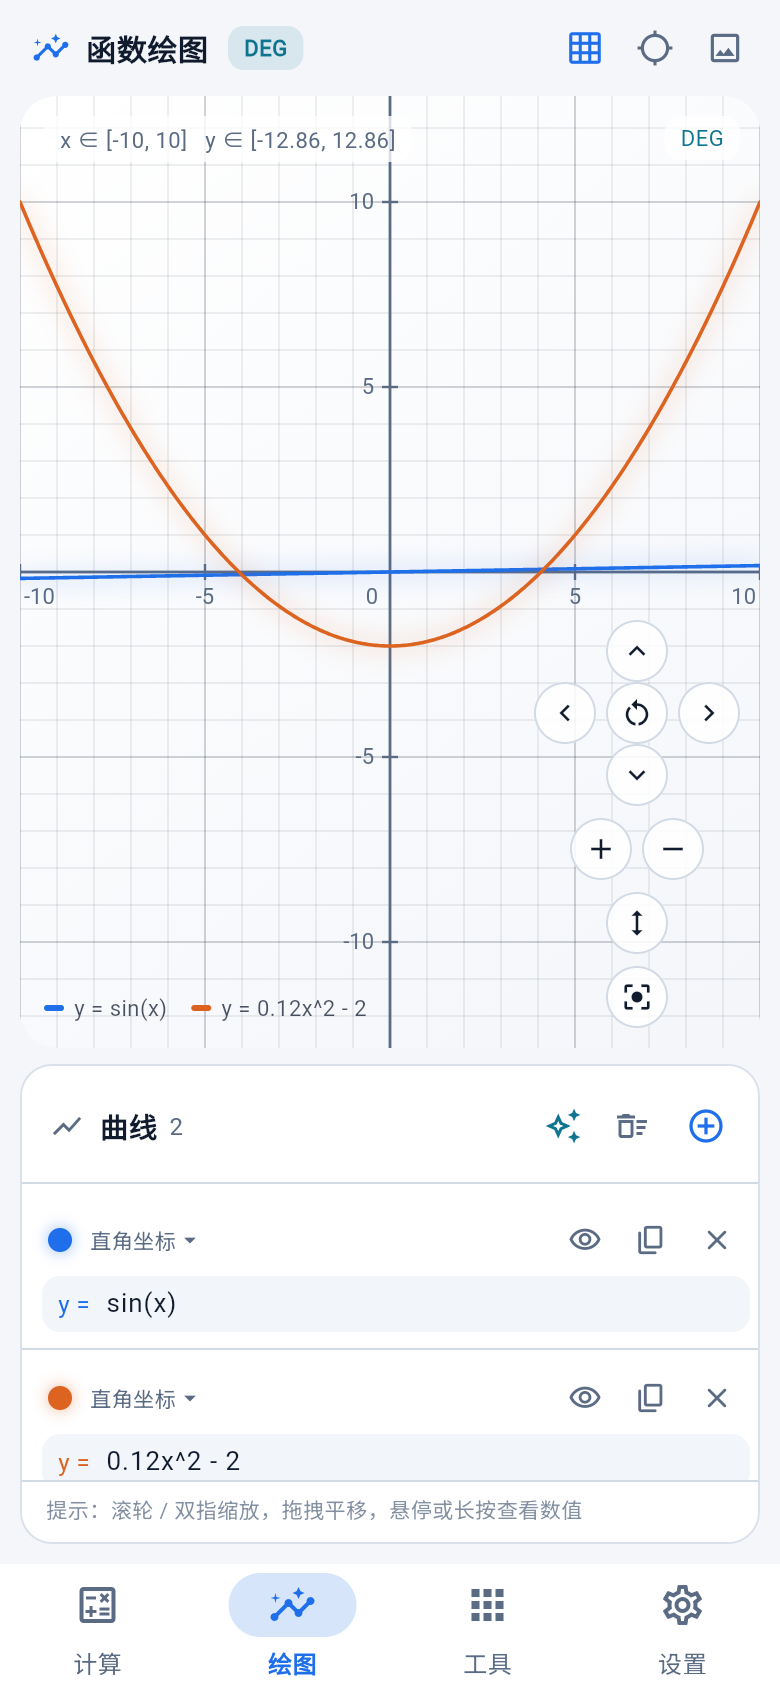 函数绘图 DEG
x ∈ [-10, 10] y ∈ [-12.86, 12.86] DEG
10
5
-10 -5 0 5 10
-5
-10
y = sin(x) y = 0.12x^2 - 2
曲线 2
直角坐标
y = sin(x)
直角坐标
y = 0.12x^2 - 2
提示：滚轮 / 双指缩放，拖拽平移，悬停或长按查看数值
计算 绘图 工具 设置